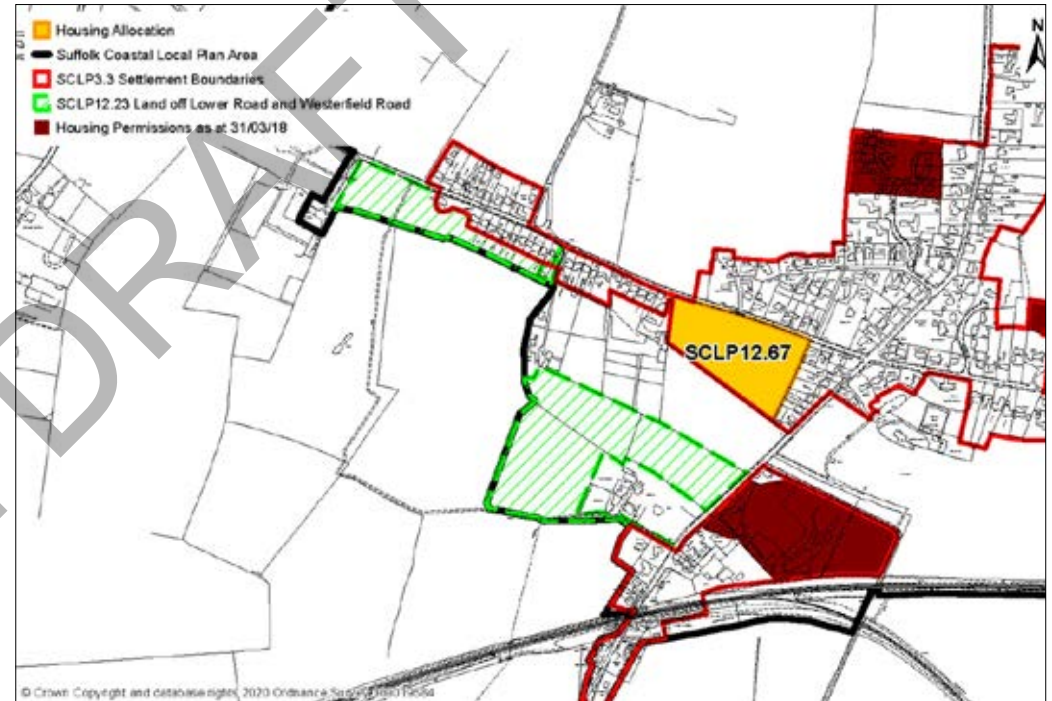 Housing Allocation
Suffolk Coastal Local Plan Area
SCLP3.3 Settlement Boundaries
SCLP12.23 Land off Lower Road and Westerfield Road
Housing Permissions as at 31/03/18
N
SCLP12.67
DRAFT
© Crown Copyright and database rights, 2020 Ordnance